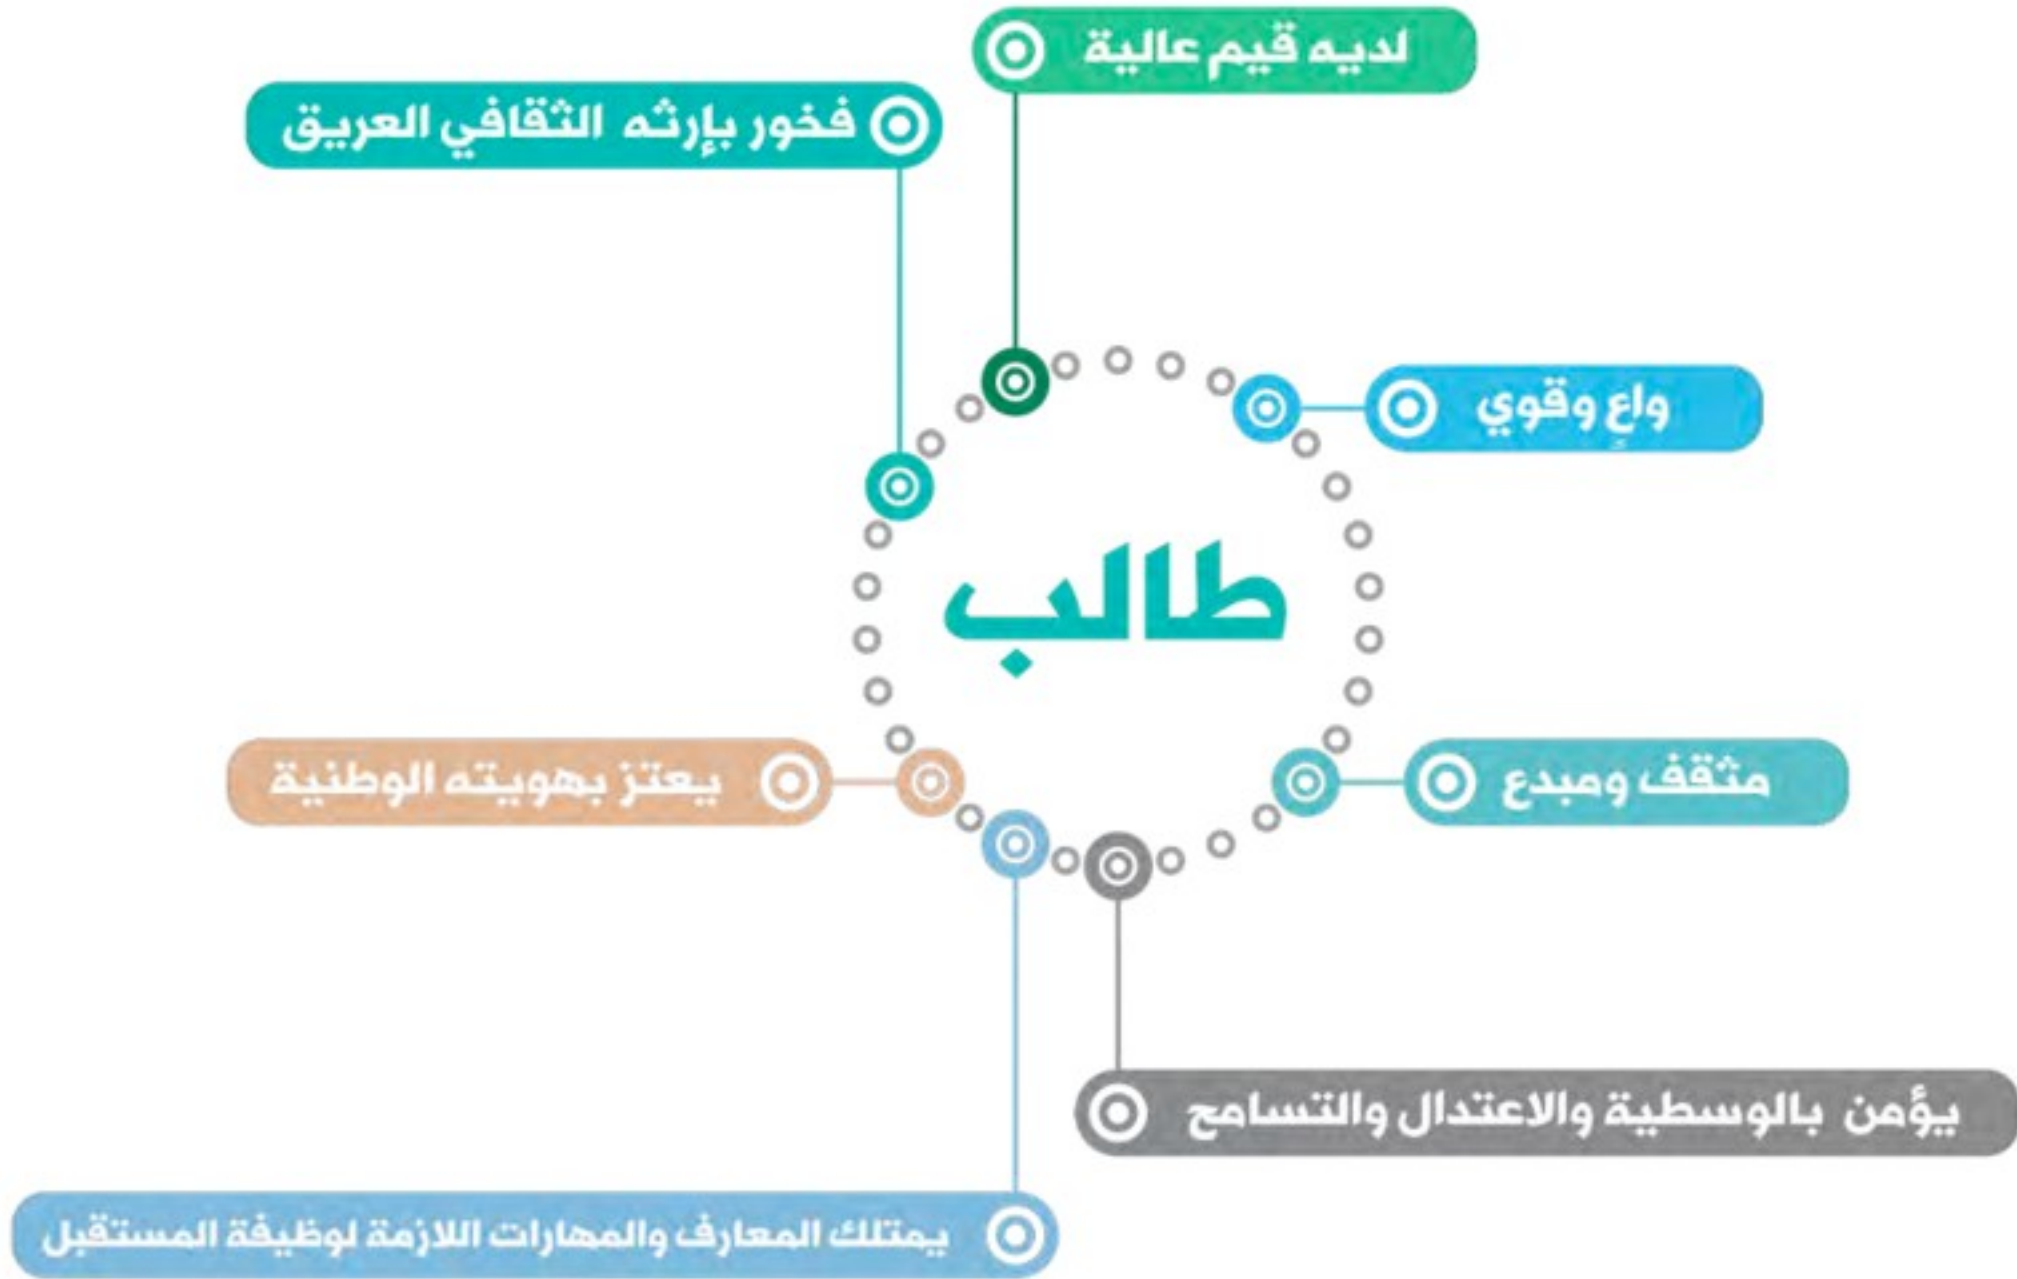 لديه قيم عالية
فخور بإرثه الثقافي العريق
واعٍ وقوي
طالب
مثقف ومبدع
يعتز بهويته الوطنية
يؤمن بالوسطية والاعتدال والتسامح
يمتلك المعارف والمهارات اللازمة لوظيفة المستقبل